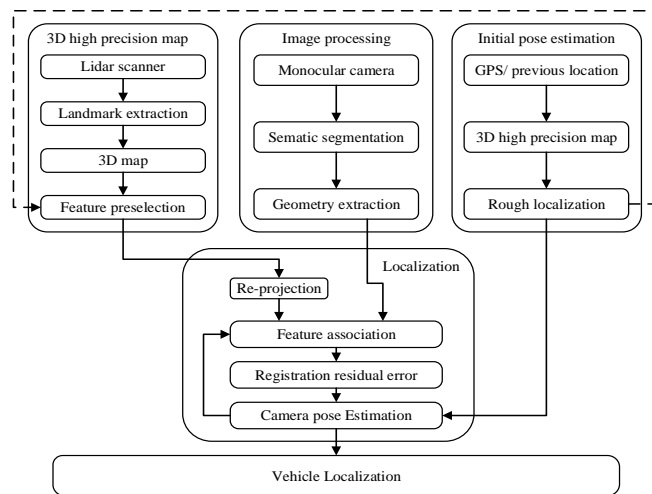 3D high precision map
Lidar scanner
Landmark extraction
3D map
Feature preselection
Image processing
Monocular camera
Sematic segmentation
Geometry extraction
Initial pose estimation
GPS/ previous location
3D high precision map
Rough localization
Localization
Re-projection
Feature association
Registration residual error
Camera pose Estimation
Vehicle Localization